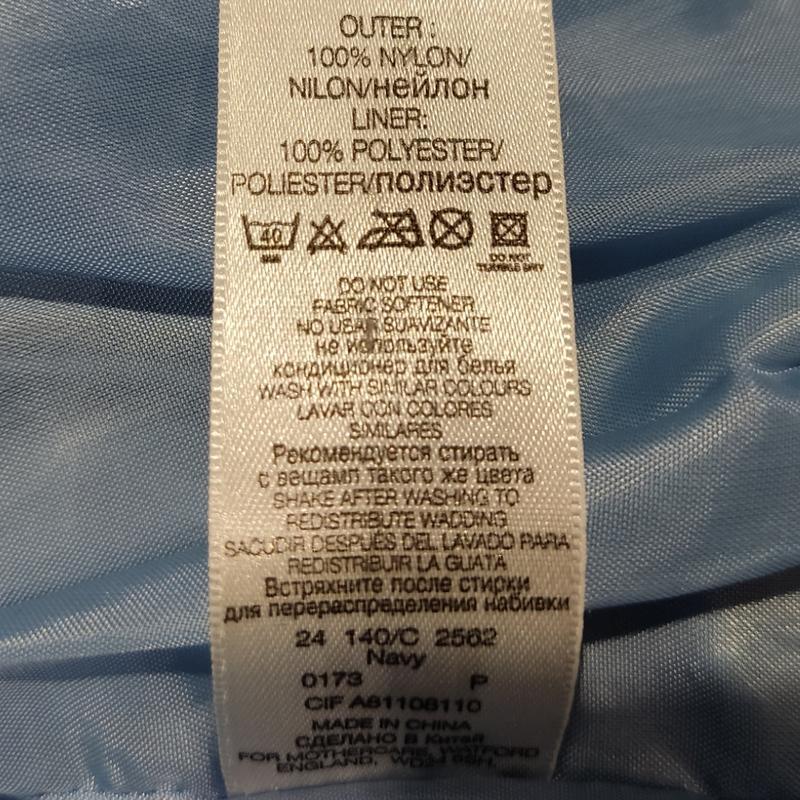 OUTER :
100% NYLON/
NILON/нейлон
LINER:
100% POLYESTER/
POLIESTER/полиэстер
40
DO NOT
TUMBLE DRY
DO NOT USE
FABRIC SOFTENER
NO USAR SUAVIZANTE
не используйте
кондиционер для белья
WASH WITH SIMILAR COLOURS
LAVAR CON COLORES
SIMILARES
Рекомендуется стирать
с вещамп такого же цвета
SHAKE AFTER WASHING TO
REDISTRIBUTE WADDING
SACUDIR DESPUÉS DEL LAVADO PARA
REDISTRIBUIR LA GUATA
Встряхните после стирки
для перераспределения набивки
24 140/C 2562
Navy
0173 P
CIF A81108110
MADE IN CHINA
СДЕЛАНО В Китай
FOR MOTHERCARE, WATFORD
ENGLAND,